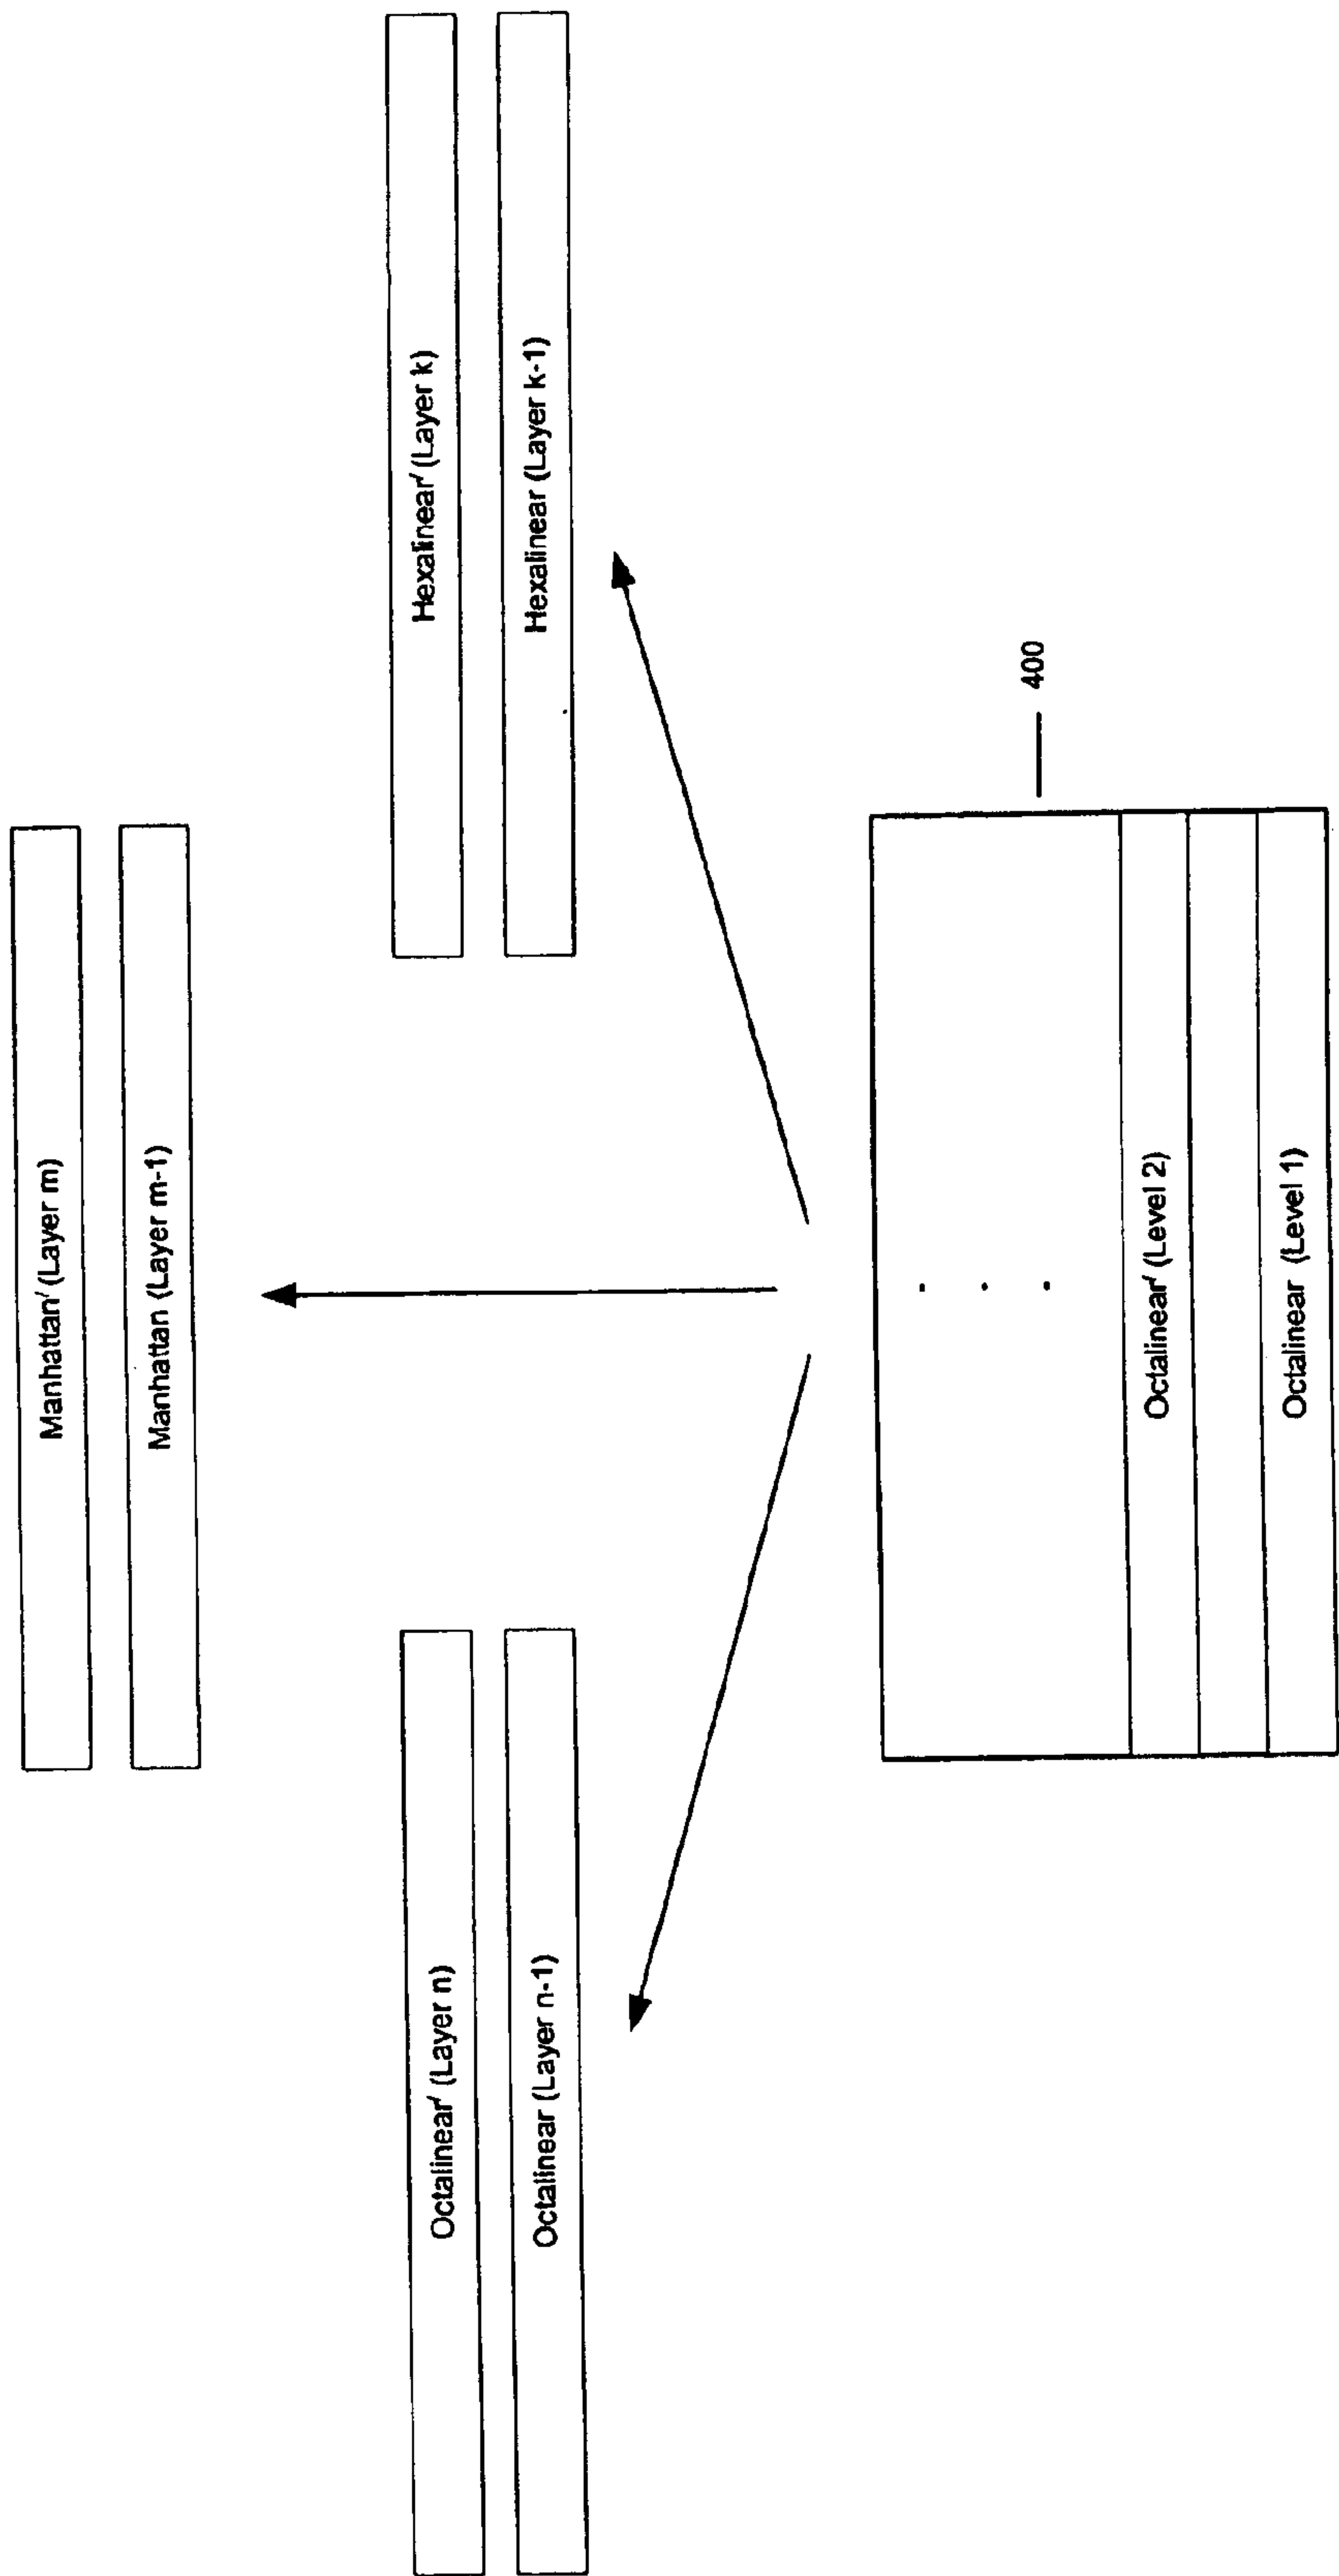 Manhattan' (Layer m)
Manhattan (Layer m-1)
Octalinear' (Layer n)
Octalinear (Layer n-1)
Hexalinear' (Layer k)
Hexalinear (Layer k-1)
400
Octalinear' (Level 2)
Octalinear (Level 1)